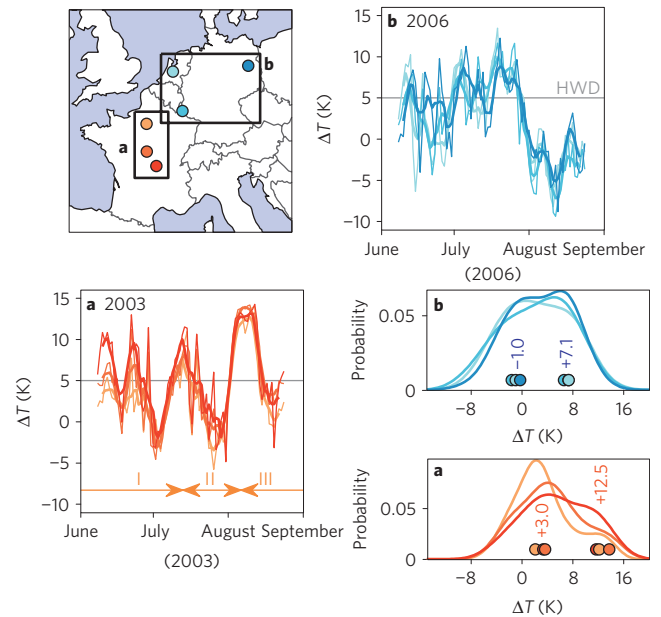 b
a
b 2006
HWD
ΔT (K)
15
10
5
0
−5
−10
June
July
August
September
(2006)
a 2003
ΔT (K)
15
10
5
0
−5
−10
I
II
III
June
July
August
September
(2003)
b
Probability
0.05
0
−1.0
+7.1
−8
0
8
16
ΔT (K)
a
Probability
0.05
0
+3.0
+12.5
−8
0
8
16
ΔT (K)